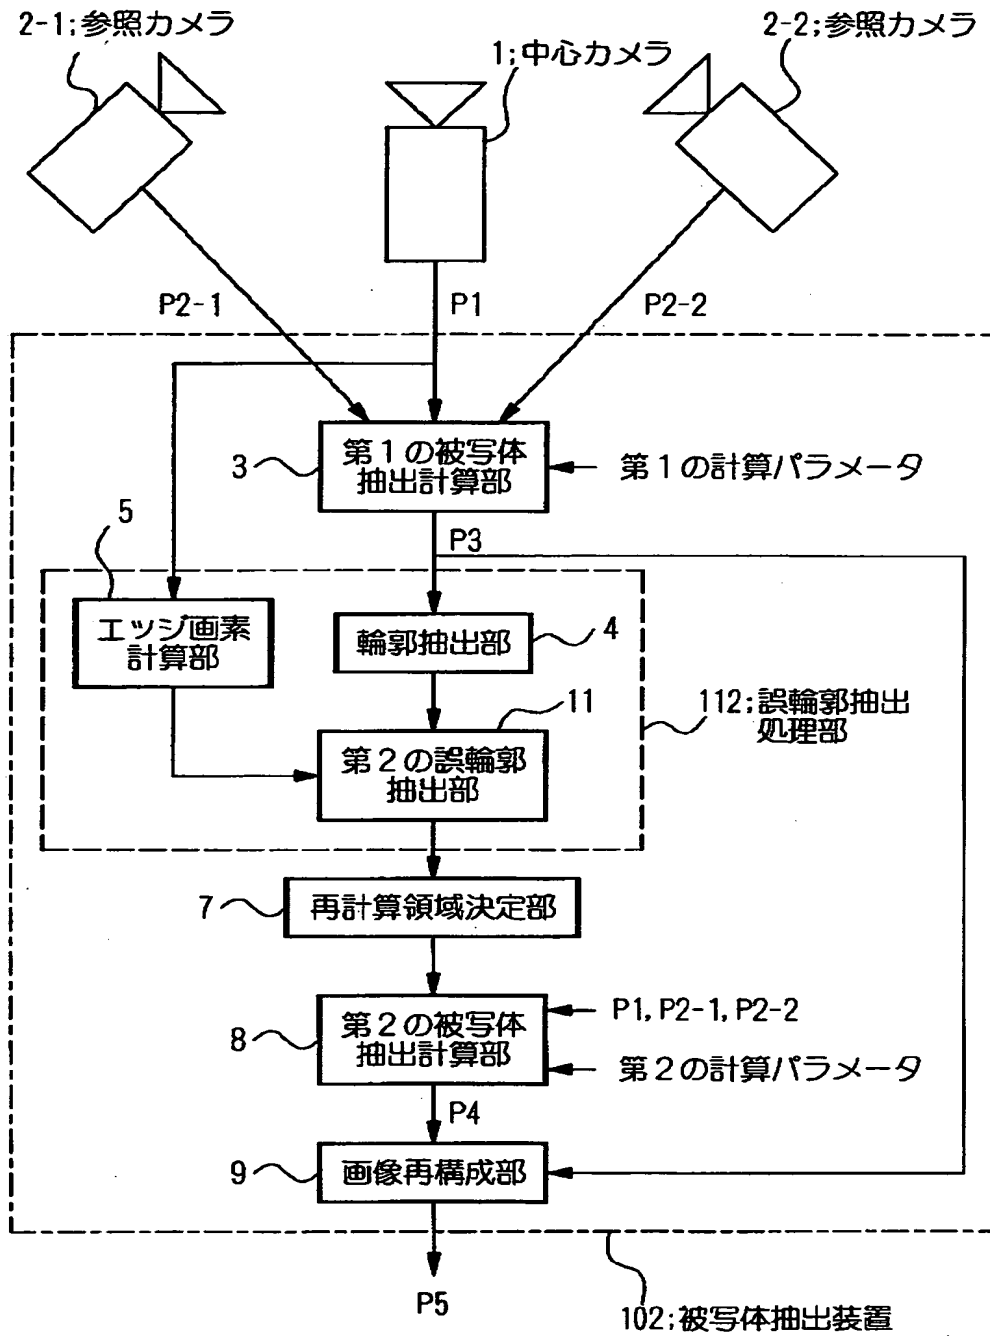 2-1;参照カメラ
1;中心カメラ
2-2;参照カメラ
P2-1
P1
P2-2
3
第1の被写体
抽出計算部
第1の計算パラメータ
P3
5
エッジ画素
計算部
輪郭抽出部
4
11
第2の誤輪郭
抽出部
112;誤輪郭抽出
処理部
7
再計算領域決定部
8
第2の被写体
抽出計算部
P1, P2-1, P2-2
第2の計算パラメータ
P4
9
画像再構成部
P5
102;被写体抽出装置